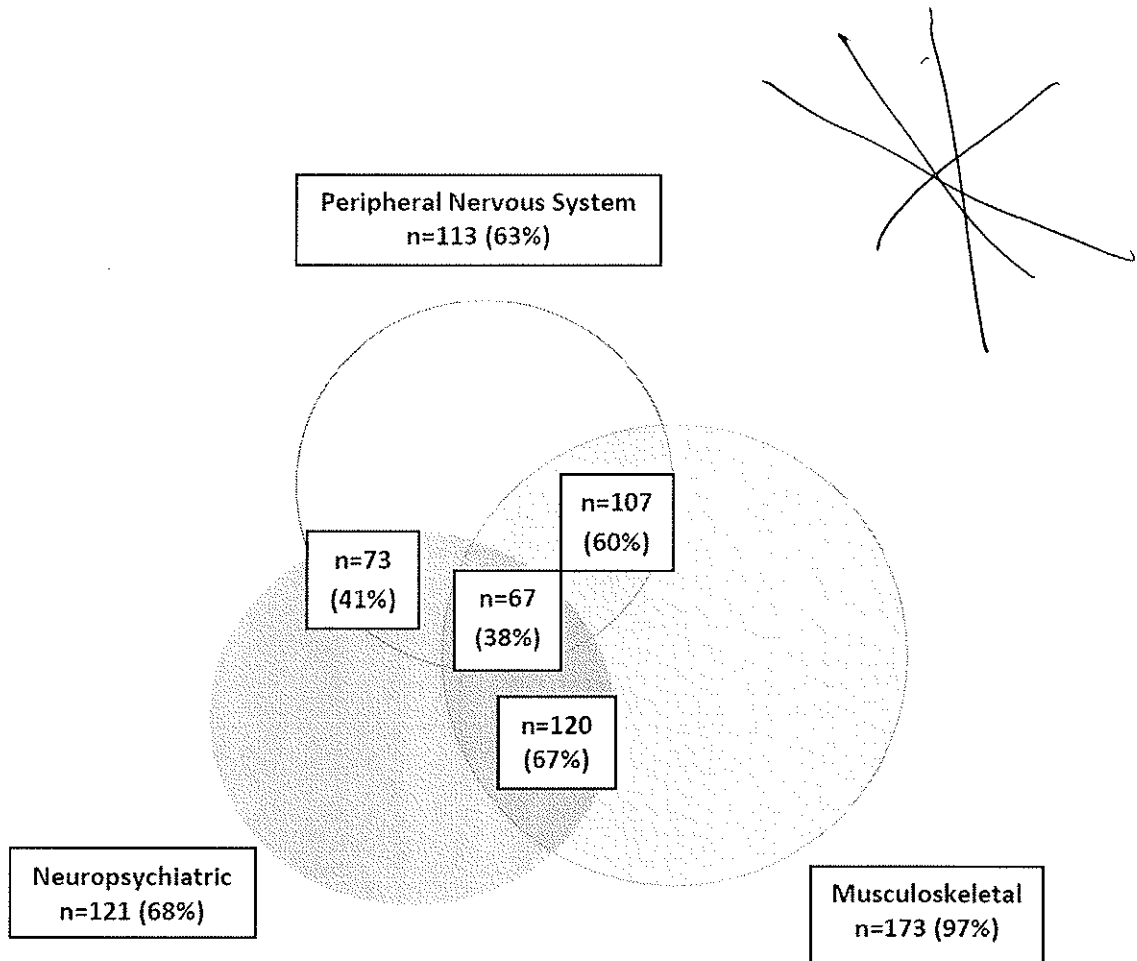 Peripheral Nervous System
n=113 (63%)
n=107
(60%)
n=73
(41%)
n=67
(38%)
n=120
(67%)
Neuropsychiatric
n=121 (68%)
Musculoskeletal
n=173 (97%)